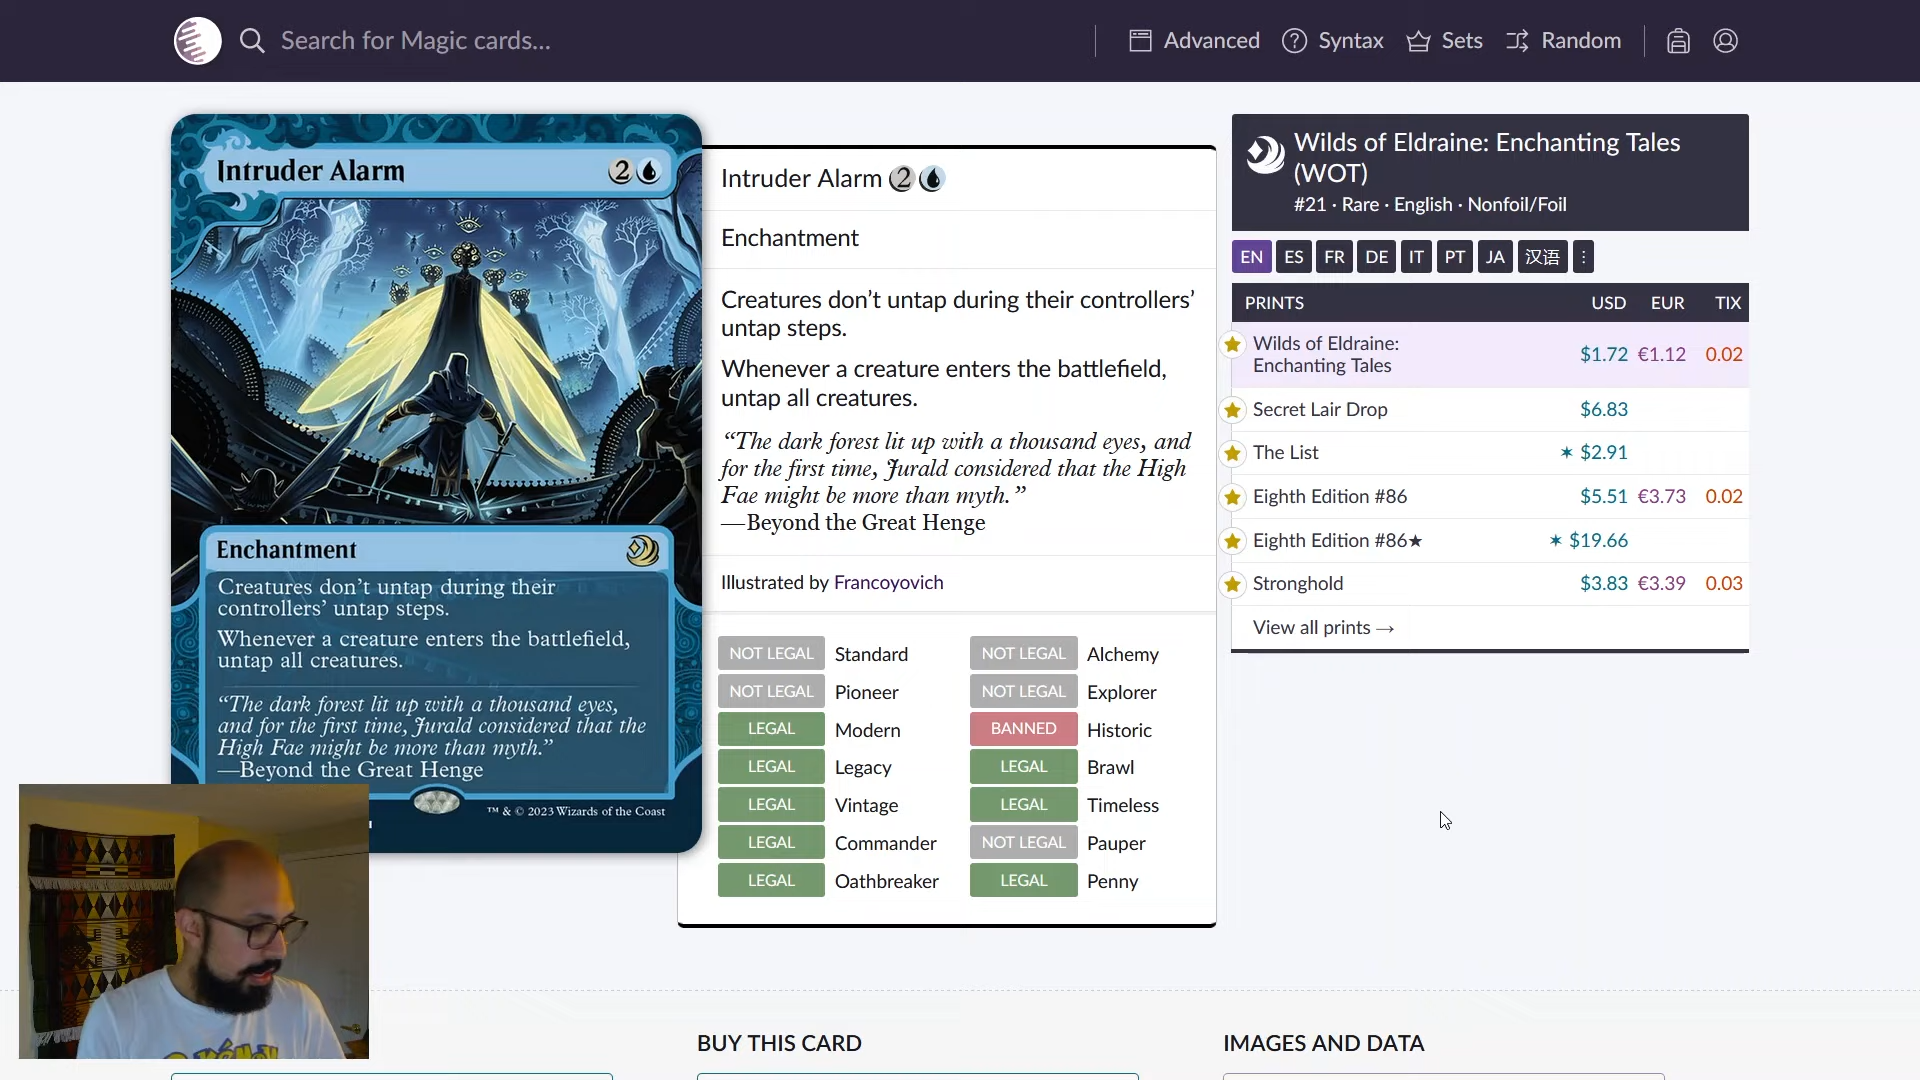 Search for Magic cards...
Advanced
Syntax
Sets
Random
Intruder Alarm 2
Enchantment
Creatures don't untap during their
controllers' untap steps.
Whenever a creature enters the battlefield,
untap all creatures.
“The dark forest lit up with a thousand eyes,
and for the first time, Jurald considered that the
High Fae might be more than myth.”
—Beyond the Great Henge
™ & © 2023 Wizards of the Coast
Intruder Alarm 2
Enchantment
Creatures don’t untap during their controllers’
untap steps.
Whenever a creature enters the battlefield,
untap all creatures.
“The dark forest lit up with a thousand eyes, and
for the first time, Jurald considered that the High
Fae might be more than myth.”
—Beyond the Great Henge
Illustrated by Francoyovich
NOT LEGAL Standard NOT LEGAL Alchemy
NOT LEGAL Pioneer NOT LEGAL Explorer
LEGAL Modern BANNED Historic
LEGAL Legacy LEGAL Brawl
LEGAL Vintage LEGAL Timeless
LEGAL Commander NOT LEGAL Pauper
LEGAL Oathbreaker LEGAL Penny
Wilds of Eldraine: Enchanting Tales
(WOT)
#21 · Rare · English · Nonfoil/Foil
EN ES FR DE IT PT JA 汉语
PRINTS USD EUR TIX
Wilds of Eldraine:
Enchanting Tales $1.72 €1.12 0.02
Secret Lair Drop $6.83
The List ✶ $2.91
Eighth Edition #86 $5.51 €3.73 0.02
Eighth Edition #86★ ✶ $19.66
Stronghold $3.83 €3.39 0.03
View all prints →
BUY THIS CARD
IMAGES AND DATA